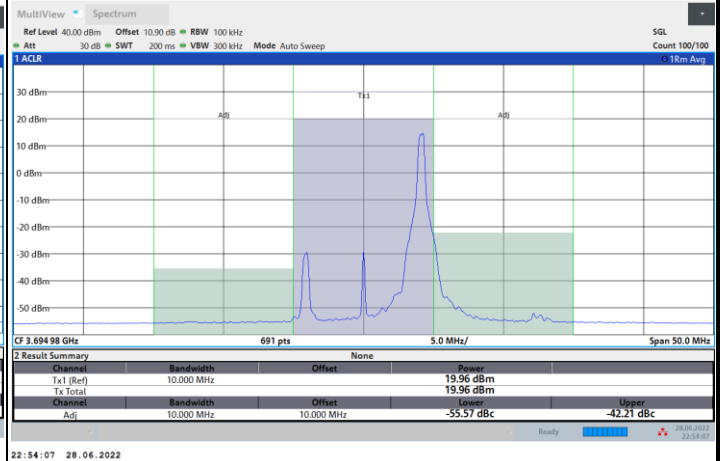 MultiView Spectrum
Ref Level 40.00 dBm Offset 10.90 dB RBW 100 kHz SGL
Att 30 dB SWT 200 ms VBW 300 kHz Mode Auto Sweep Count 100/100
1 ACLR 1Rm Avg
30 dBm
Tx1
20 dBm Adj Adj
10 dBm
0 dBm
-10 dBm
-20 dBm
-30 dBm
-40 dBm
-50 dBm
CF 3.694 98 GHz 691 pts 5.0 MHz/ Span 50.0 MHz
2 Result Summary None
Channel Bandwidth Offset Power
Tx1 (Ref) 10.000 MHz 19.96 dBm
Tx Total 19.96 dBm
Channel Bandwidth Offset Lower Upper
Adj 10.000 MHz 10.000 MHz -55.57 dBc -42.21 dBc
Ready 28.06.2022
22:54:07
22:54:07 28.06.2022